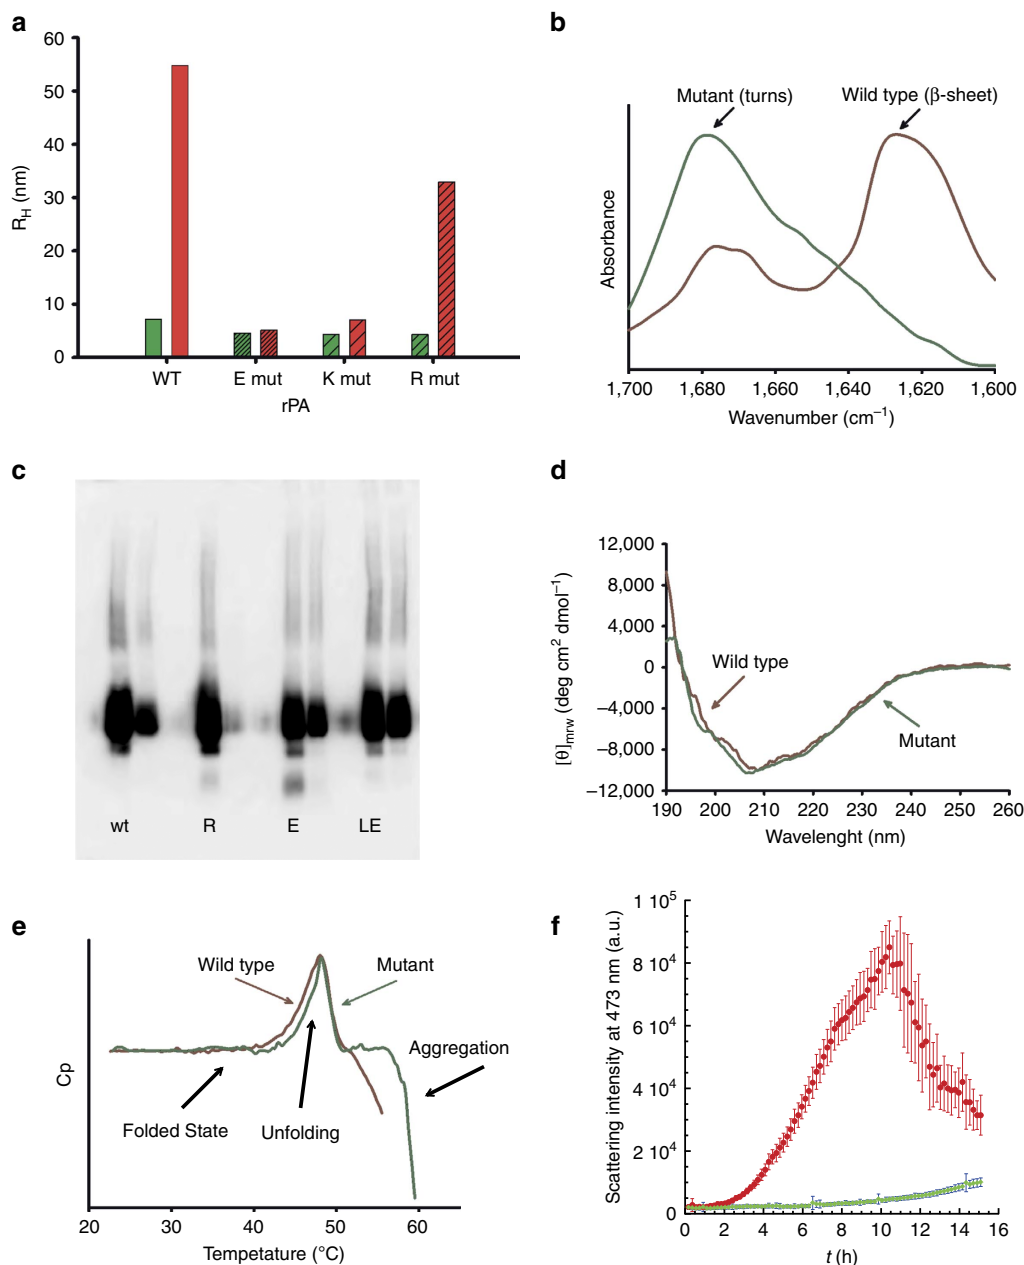 a
60
50
40
30
20
10
0
R_H (nm)
WT
E mut
K mut
R mut
rPA
b
Mutant (turns)
Wild type (β-sheet)
Absorbance
1,700
1,680
1,660
1,640
1,620
1,600
Wavenumber (cm⁻¹)
c
wt
R
E
LE
d
12,000
8,000
4,000
0
−4,000
−8,000
−12,000
[θ]mrw (deg cm² dmol⁻¹)
Wild type
Mutant
190
200
210
220
230
240
250
260
Wavelenght (nm)
e
Wild type
Mutant
Aggregation
Cp
Folded State
Unfolding
20
30
40
50
60
Tempetature (°C)
f
1 10⁵
8 10⁴
6 10⁴
4 10⁴
2 10⁴
0
Scattering intensity at 473 nm (a.u.)
0
2
4
6
8
10
12
14
16
t (h)